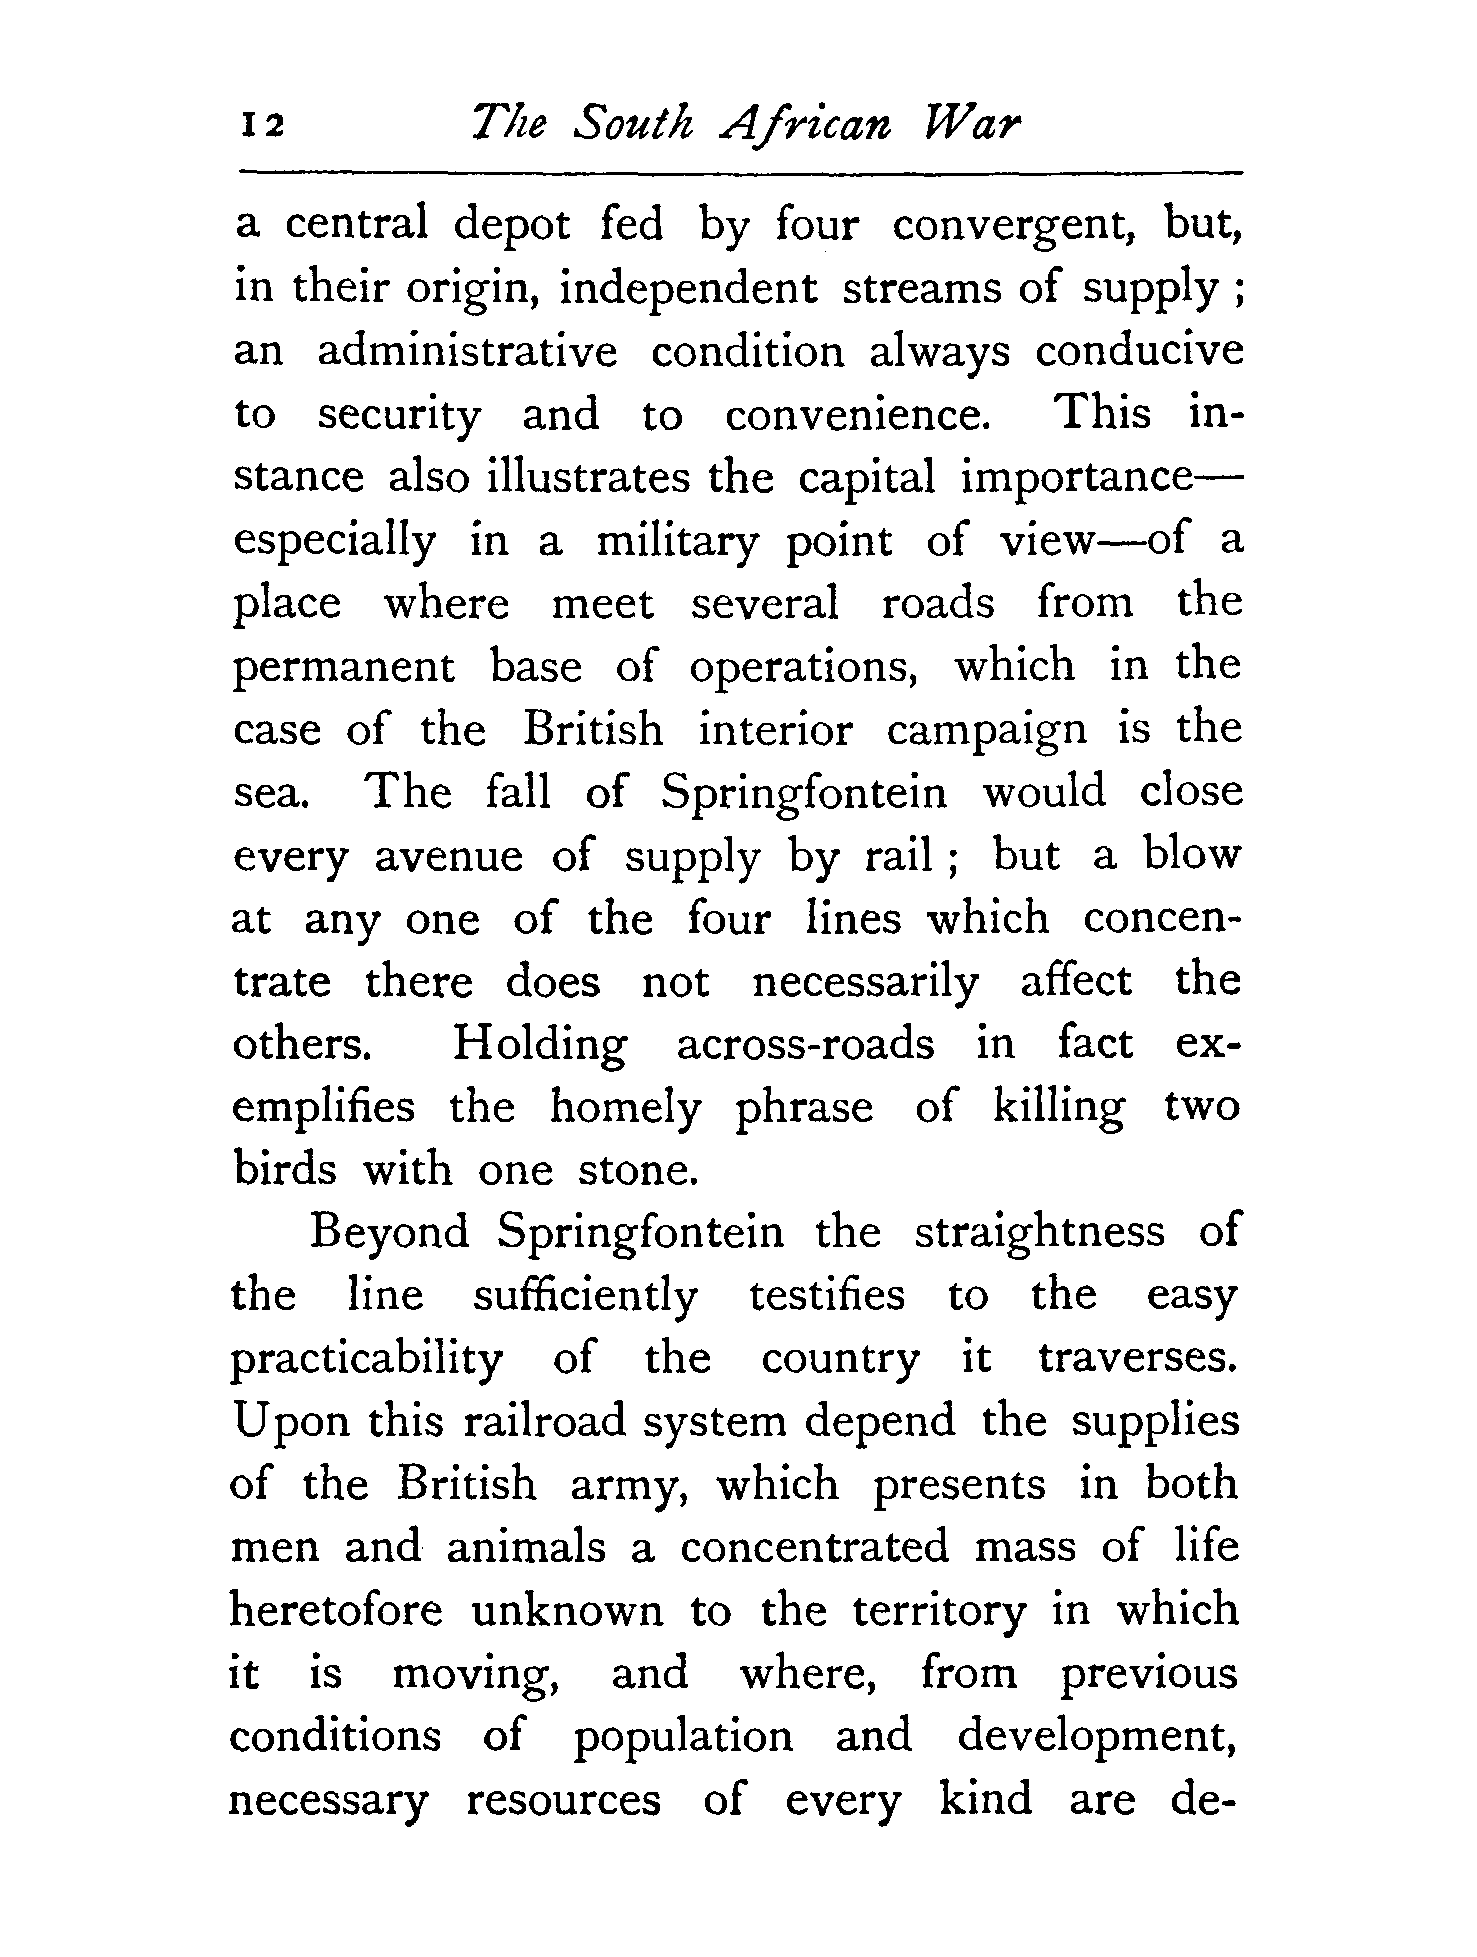 12 The South African War
a central depot fed by four convergent, but,
in their origin, independent streams of supply ;
an administrative condition always conducive
to security and to convenience. This in-
stance also illustrates the capital importance—
especially in a military point of view—of a
place where meet several roads from the
permanent base of operations, which in the
case of the British interior campaign is the
sea. The fall of Springfontein would close
every avenue of supply by rail ; but a blow
at any one of the four lines which concen-
trate there does not necessarily affect the
others. Holding across-roads in fact ex-
emplifies the homely phrase of killing two
birds with one stone.
Beyond Springfontein the straightness of
the line sufficiently testifies to the easy
practicability of the country it traverses.
Upon this railroad system depend the supplies
of the British army, which presents in both
men and animals a concentrated mass of life
heretofore unknown to the territory in which
it is moving, and where, from previous
conditions of population and development,
necessary resources of every kind are de-